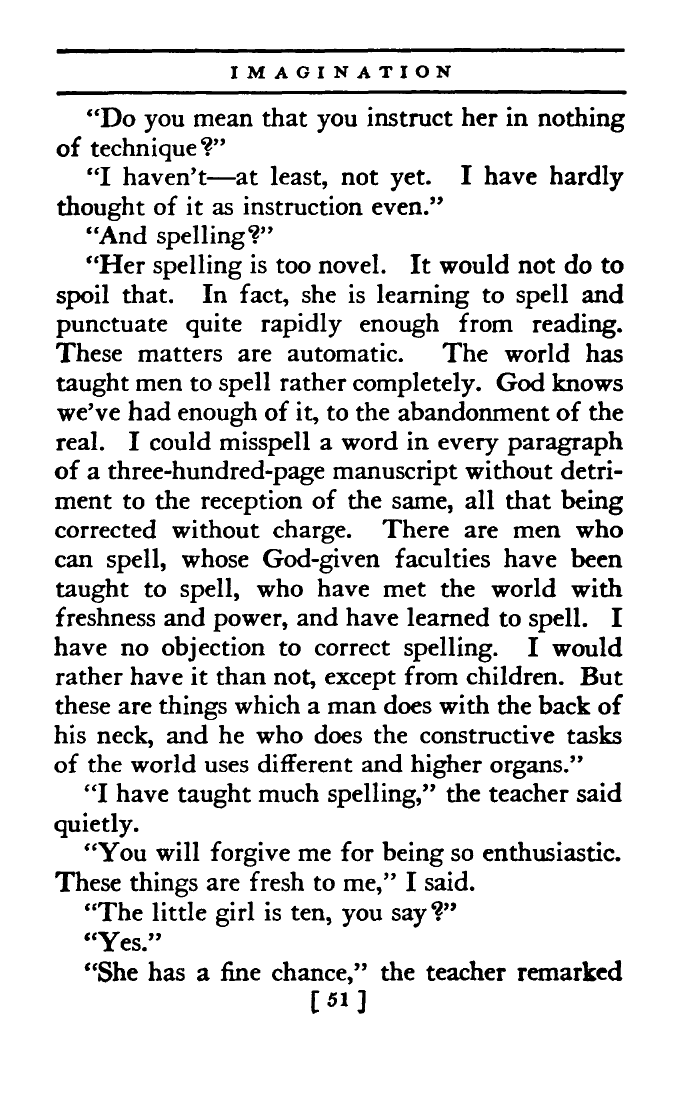 IMAGINATION
“Do you mean that you instruct her in nothing
of technique?”
“I haven’t—at least, not yet. I have hardly
thought of it as instruction even.”
“And spelling?”
“Her spelling is too novel. It would not do to
spoil that. In fact, she is learning to spell and
punctuate quite rapidly enough from reading.
These matters are automatic. The world has
taught men to spell rather completely. God knows
we’ve had enough of it, to the abandonment of the
real. I could misspell a word in every paragraph
of a three-hundred-page manuscript without detri-
ment to the reception of the same, all that being
corrected without charge. There are men who
can spell, whose God-given faculties have been
taught to spell, who have met the world with
freshness and power, and have learned to spell. I
have no objection to correct spelling. I would
rather have it than not, except from children. But
these are things which a man does with the back of
his neck, and he who does the constructive tasks
of the world uses different and higher organs.”
“I have taught much spelling,” the teacher said
quietly.
“You will forgive me for being so enthusiastic.
These things are fresh to me,” I said.
“The little girl is ten, you say?”
“Yes.”
“She has a fine chance,” the teacher remarked
[ 51 ]